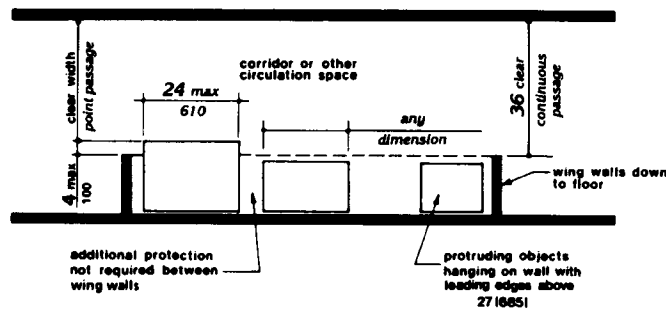 corridor or other
circulation space
clear width
point passage
24 max
610
any
dimension
36 clear
continuous
passage
4 max
100
wing walls down
to floor
additional protection
not required between
wing walls
protruding objects
hanging on wall with
leading edges above
27 |685|